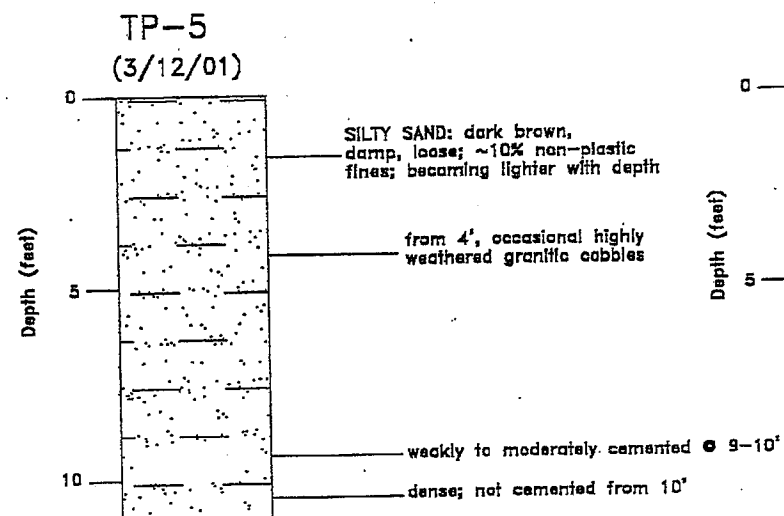 TP-5
(3/12/01)
0
SILTY SAND: dark brown,
damp, loose; ~10% non-plastic
fines; becoming lighter with depth
from 4', occasional highly
weathered granitic cobbles
Depth (feet)
5
weakly to moderately cemented @ 9-10'
10
dense; not cemented from 10'
0
Depth (feet)
5